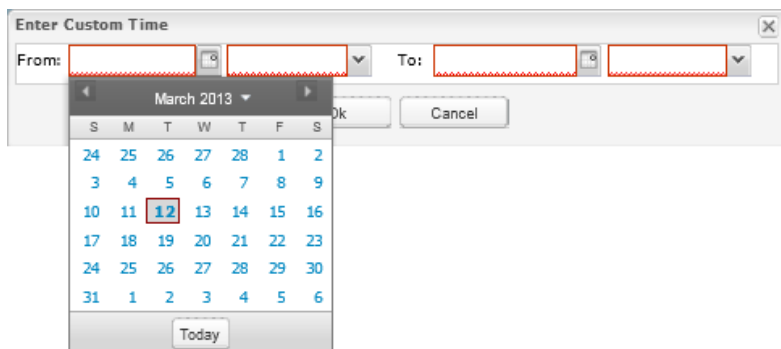 Enter Custom Time
From: To:
March 2013
Ok Cancel
S M T W T F S
24 25 26 27 28 1 2
3 4 5 6 7 8 9
10 11 12 13 14 15 16
17 18 19 20 21 22 23
24 25 26 27 28 29 30
31 1 2 3 4 5 6
Today